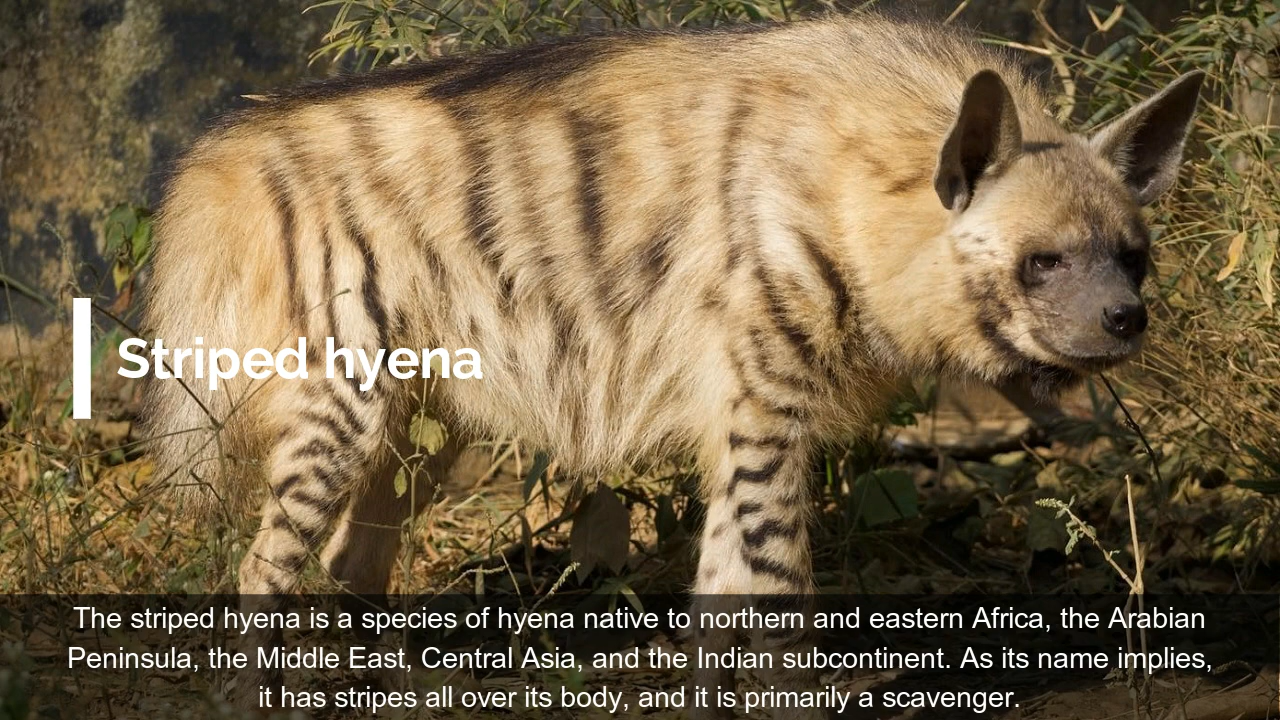 Striped hyena
The striped hyena is a species of hyena native to northern and eastern Africa, the Arabian
Peninsula, the Middle East, Central Asia, and the Indian subcontinent. As its name implies,
it has stripes all over its body, and it is primarily a scavenger.